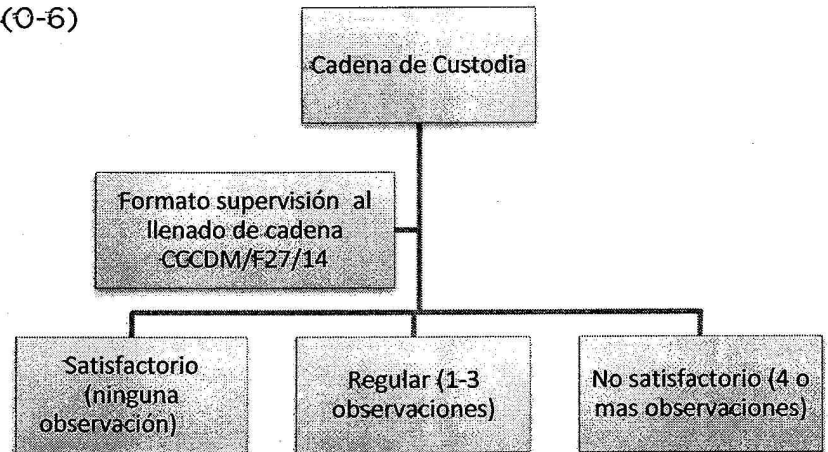 (0-6)
Cadena de Custodia
Formato supervisión al
llenado de cadena
CGCDM/F27/14
Satisfactorio
(ninguna
observación)
Regular (1-3
observaciones)
No satisfactorio (4 o
mas observaciones)